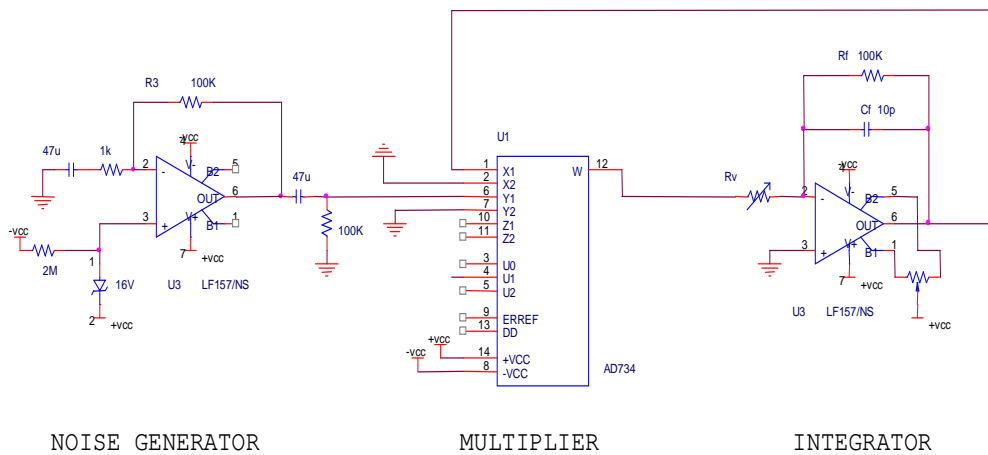 R3 100K
47u 1k
-vcc
4
V-
2 -
B2 5
OUT 6
3 +
V+
B1 1
7 +vcc
U3 LF157/NS
-vcc
2M
1
16V
2 +vcc
47u
100K
U1
1 X1
2 X2
6 Y1
7 Y2
10 Z1
11 Z2
3 U0
4 U1
5 U2
9 ERREF
13 DD
14 +VCC
8 -VCC
W 12
+vcc
-vcc
AD734
Rv
Rf 100K
Cf 10p
-vcc
4
V-
2 -
B2 5
OUT 6
3 +
V+
B1 1
7 +vcc
U3 LF157/NS
+vcc
NOISE GENERATOR
MULTIPLIER
INTEGRATOR